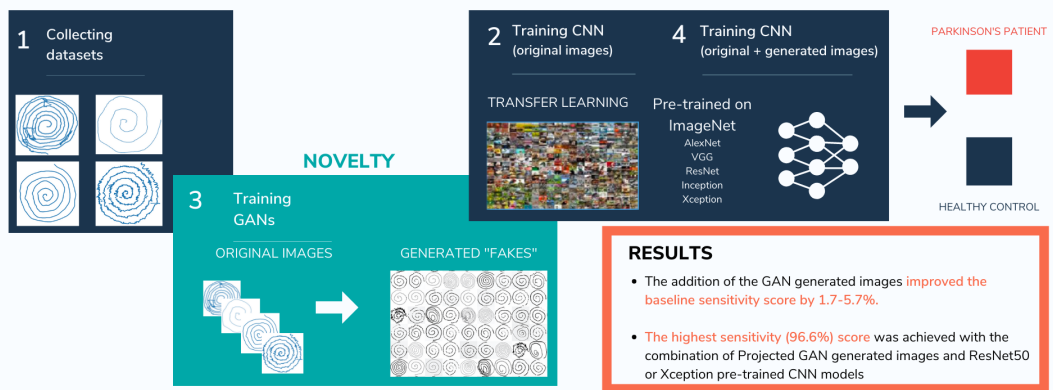 1 Collecting
datasets
2 Training CNN
(original images)
TRANSFER LEARNING
4 Training CNN
(original + generated images)
Pre-trained on
ImageNet
AlexNet
VGG
ResNet
Inception
Xception
PARKINSON'S PATIENT
HEALTHY CONTROL
NOVELTY
3 Training
GANs
ORIGINAL IMAGES
GENERATED "FAKES"
RESULTS
• The addition of the GAN generated images improved the
baseline sensitivity score by 1.7-5.7%.
• The highest sensitivity (96.6%) score was achieved with the
combination of Projected GAN generated images and ResNet50
or Xception pre-trained CNN models